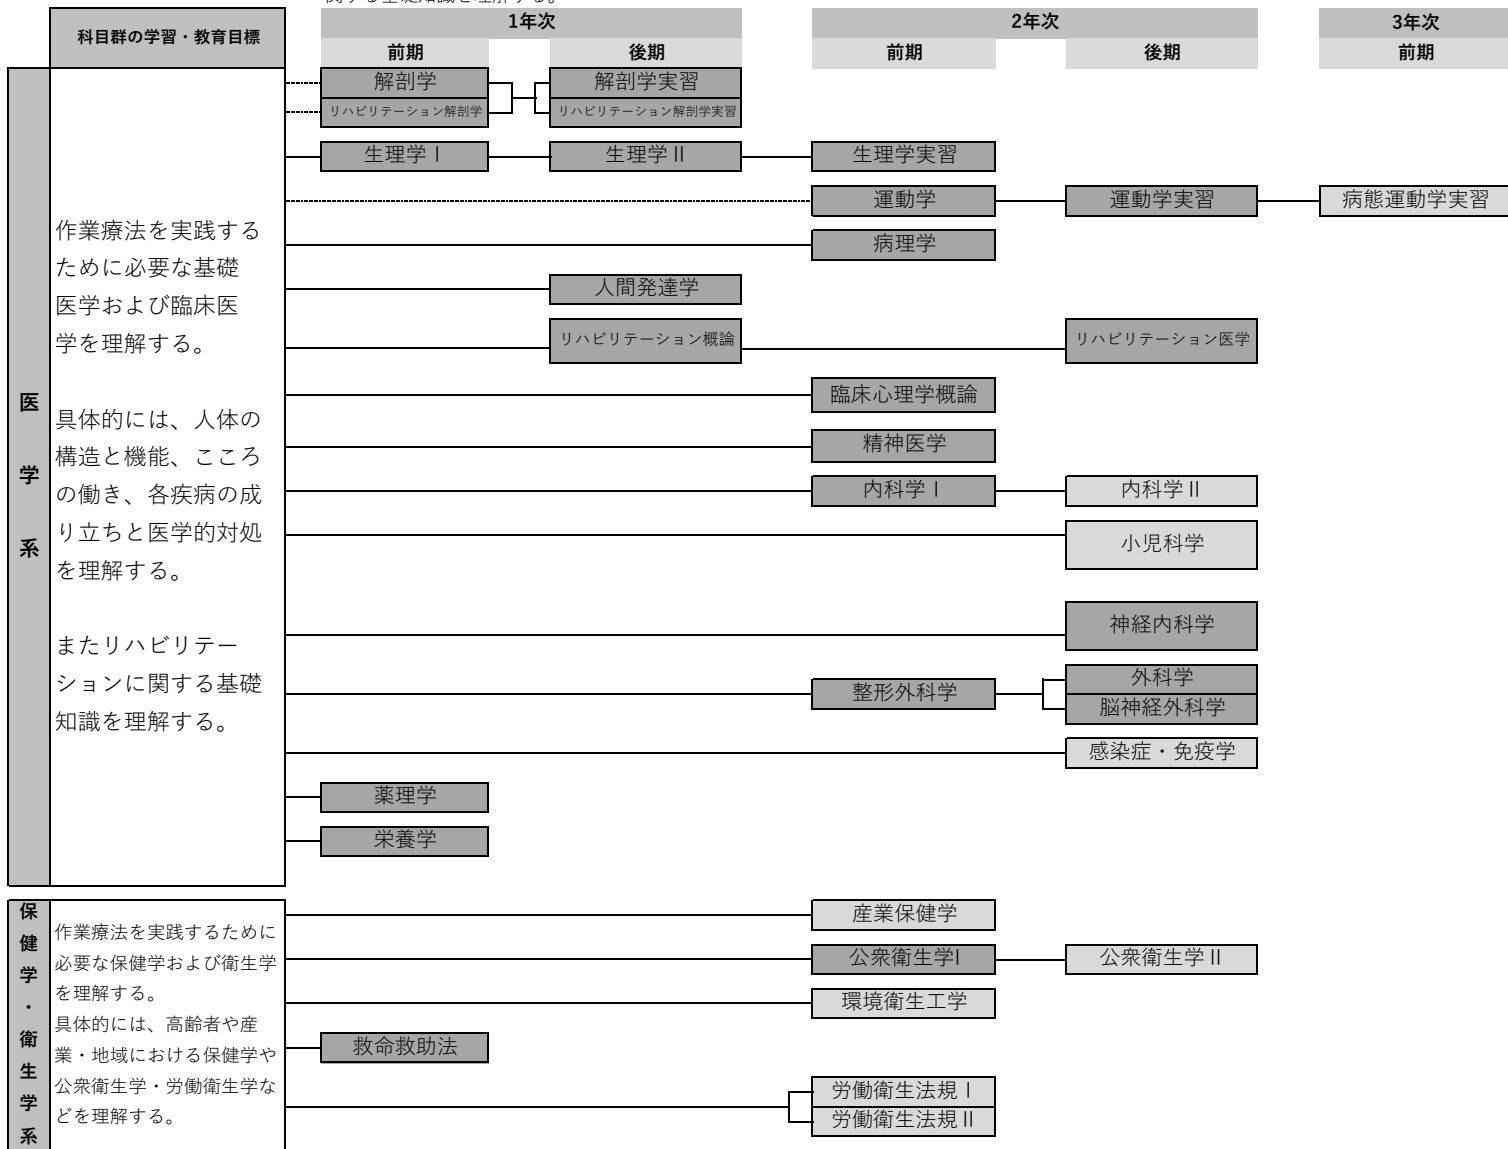 関する基礎知識を理解する。
科目群の学習・教育目標
1年次
2年次
3年次
前期
後期
前期
後期
前期
医学系
作業療法を実践する
ために必要な基礎
医学および臨床医
学を理解する。
具体的には、人体の
構造と機能、こころ
の働き、各疾病の成
り立ちと医学的対処
を理解する。
またリハビリテー
ションに関する基礎
知識を理解する。
解剖学
解剖学実習
リハビリテーション解剖学
リハビリテーション解剖学実習
生理学Ⅰ
生理学Ⅱ
生理学実習
運動学
運動学実習
病態運動学実習
病理学
人間発達学
リハビリテーション概論
リハビリテーション医学
臨床心理学概論
精神医学
内科学Ⅰ
内科学Ⅱ
小児科学
神経内科学
整形外科学
外科学
脳神経外科学
感染症・免疫学
薬理学
栄養学
保健学・衛生学系
作業療法を実践するために
必要な保健学および衛生学
を理解する。
具体的には、高齢者や産
業・地域における保健学や
公衆衛生学・労働衛生学な
どを理解する。
産業保健学
公衆衛生学I
公衆衛生学Ⅱ
環境衛生工学
救命救助法
労働衛生法規Ⅰ
労働衛生法規Ⅱ